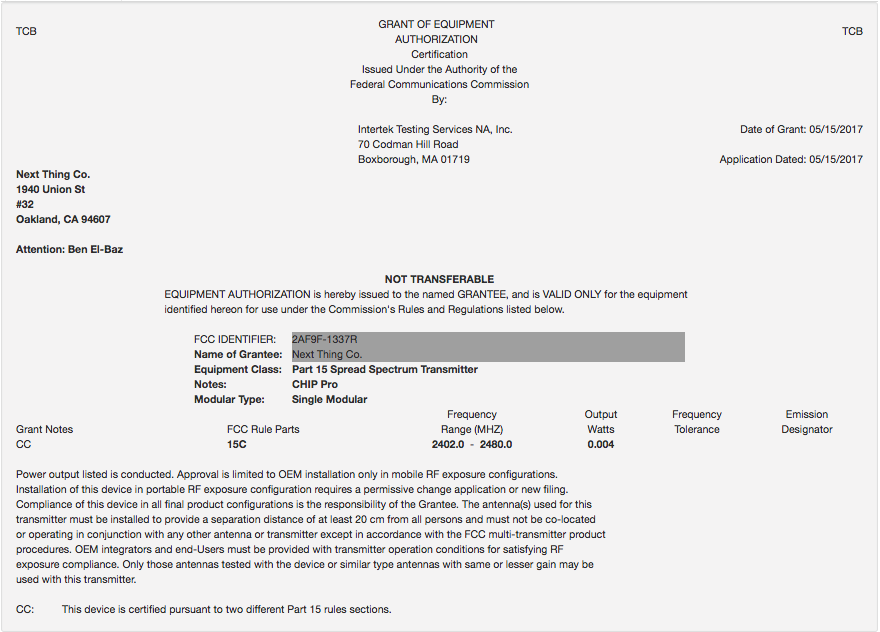 TCB
GRANT OF EQUIPMENT
AUTHORIZATION
TCB
Certification
Issued Under the Authority of the
Federal Communications Commission
By:
Intertek Testing Services NA, Inc.
70 Codman Hill Road
Boxborough, MA 01719
Date of Grant: 05/15/2017
Application Dated: 05/15/2017
Next Thing Co.
1940 Union St
#32
Oakland, CA 94607
Attention: Ben El-Baz
NOT TRANSFERABLE
EQUIPMENT AUTHORIZATION is hereby issued to the named GRANTEE, and is VALID ONLY for the equipment
identified hereon for use under the Commission's Rules and Regulations listed below.
FCC IDENTIFIER: 2AF9F-1337R
Name of Grantee: Next Thing Co.
Equipment Class: Part 15 Spread Spectrum Transmitter
Notes: CHIP Pro
Modular Type: Single Modular
Grant Notes FCC Rule Parts Frequency Range (MHZ) Output Watts Frequency Tolerance Emission Designator
CC 15C 2402.0 - 2480.0 0.004
Power output listed is conducted. Approval is limited to OEM installation only in mobile RF exposure configurations.
Installation of this device in portable RF exposure configuration requires a permissive change application or new filing.
Compliance of this device in all final product configurations is the responsibility of the Grantee. The antenna(s) used for this
transmitter must be installed to provide a separation distance of at least 20 cm from all persons and must not be co-located
or operating in conjunction with any other antenna or transmitter except in accordance with the FCC multi-transmitter product
procedures. OEM integrators and end-Users must be provided with transmitter operation conditions for satisfying RF
exposure compliance. Only those antennas tested with the device or similar type antennas with same or lesser gain may be
used with this transmitter.
CC: This device is certified pursuant to two different Part 15 rules sections.